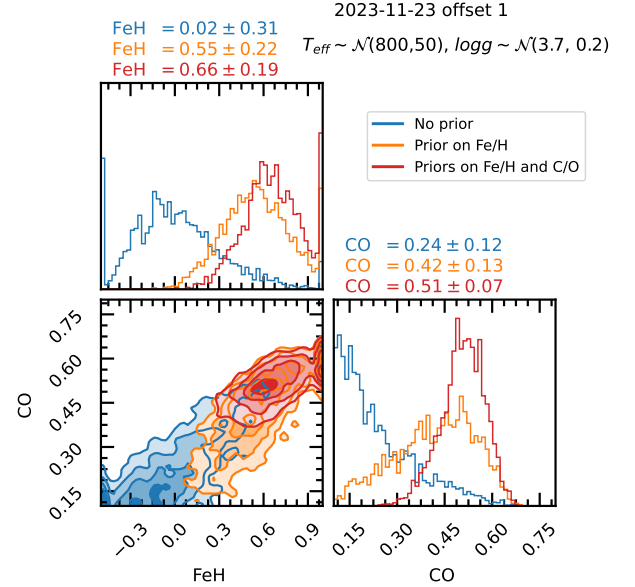 2023-11-23 offset 1
T_eff ~ 𝒩(800,50), logg ~ 𝒩(3.7, 0.2)
FeH = 0.02 ± 0.31
FeH = 0.55 ± 0.22
FeH = 0.66 ± 0.19
No prior
Prior on Fe/H
Priors on Fe/H and C/O
CO = 0.24 ± 0.12
CO = 0.42 ± 0.13
CO = 0.51 ± 0.07
0.75
0.60
0.45
0.30
0.15
CO
−0.3 0.0 0.3 0.6 0.9
FeH
0.15 0.30 0.45 0.60 0.75
CO